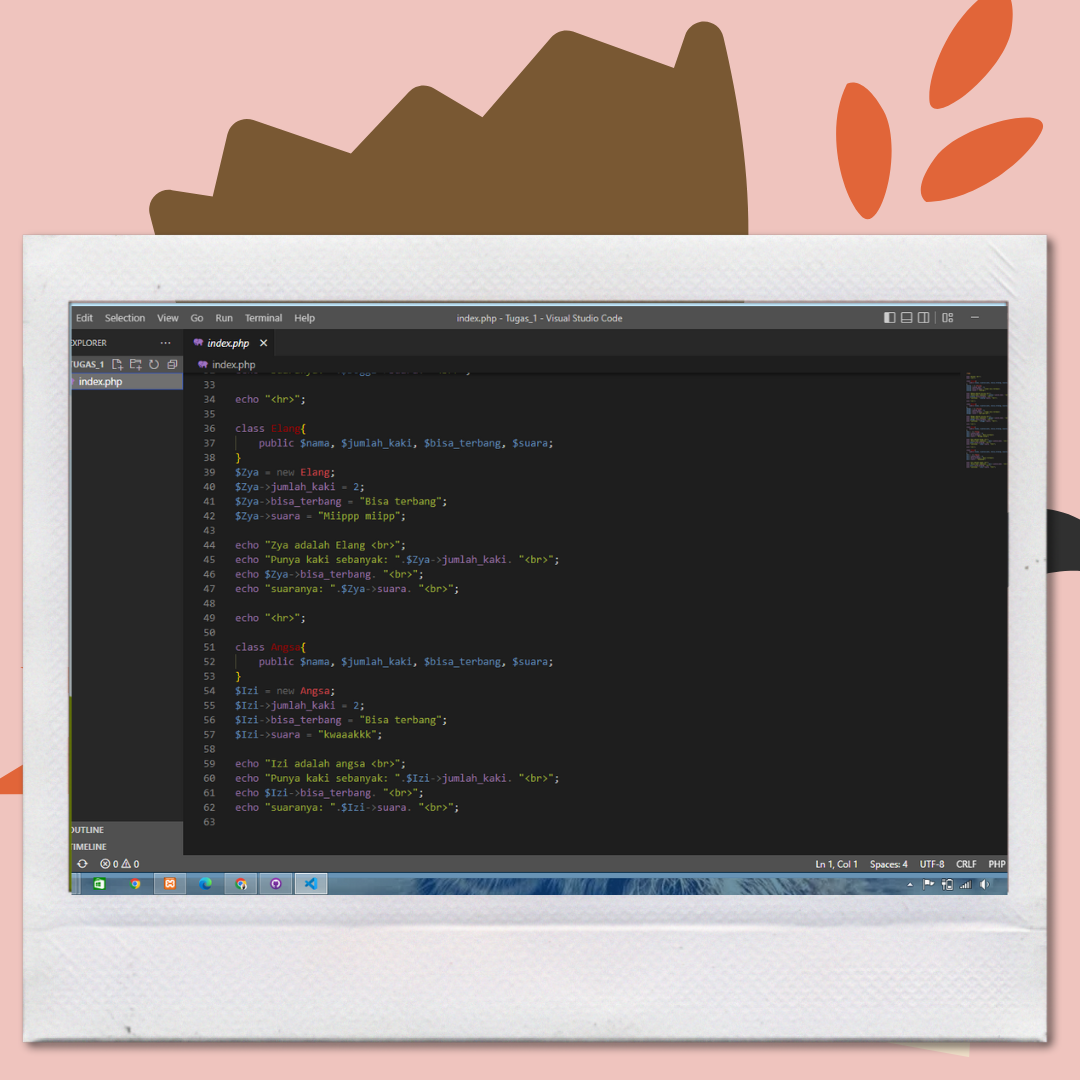 Edit Selection View Go Run Terminal Help index.php - Tugas_1 - Visual Studio Code
XPLORER ... index.php
TUGAS_1 index.php
index.php
33
34 echo "<hr>";
35
36 class Elang{
37 public $nama, $jumlah_kaki, $bisa_terbang, $suara;
38 }
39 $Zya = new Elang;
40 $Zya->jumlah_kaki = 2;
41 $Zya->bisa_terbang = "Bisa terbang";
42 $Zya->suara = "Miippp miipp";
43
44 echo "Zya adalah Elang <br>";
45 echo "Punya kaki sebanyak: ".$Zya->jumlah_kaki. "<br>";
46 echo $Zya->bisa_terbang. "<br>";
47 echo "suaranya: ".$Zya->suara. "<br>";
48
49 echo "<hr>";
50
51 class Angsa{
52 public $nama, $jumlah_kaki, $bisa_terbang, $suara;
53 }
54 $Izi = new Angsa;
55 $Izi->jumlah_kaki = 2;
56 $Izi->bisa_terbang = "Bisa terbang";
57 $Izi->suara = "kwaaakkk";
58
59 echo "Izi adalah angsa <br>";
60 echo "Punya kaki sebanyak: ".$Izi->jumlah_kaki. "<br>";
61 echo $Izi->bisa_terbang. "<br>";
62 echo "suaranya: ".$Izi->suara. "<br>";
63
OUTLINE
TIMELINE
0 0 Ln 1, Col 1 Spaces: 4 UTF-8 CRLF PHP